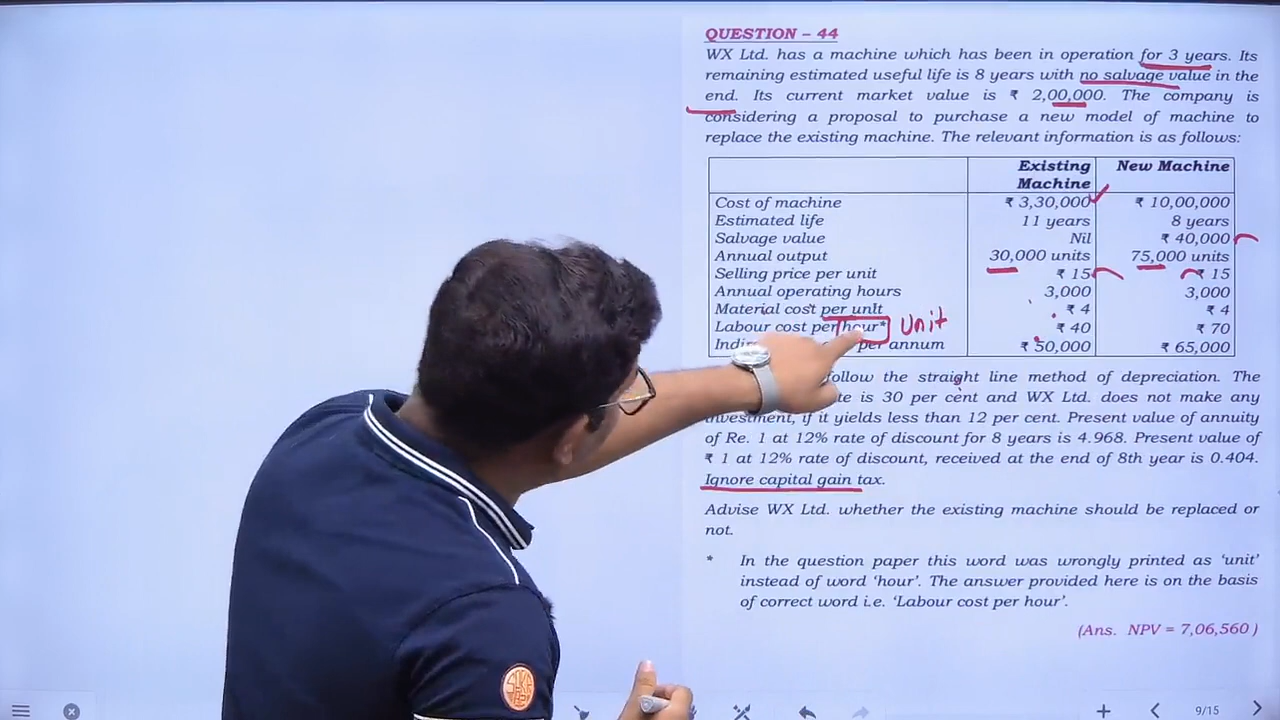 QUESTION – 44
WX Ltd. has a machine which has been in operation for 3 years. Its
remaining estimated useful life is 8 years with no salvage value in the
end. Its current market value is ₹ 2,00,000. The company is
considering a proposal to purchase a new model of machine to
replace the existing machine. The relevant information is as follows:
Existing Machine New Machine
Cost of machine ₹ 3,30,000 ₹ 10,00,000
Estimated life 11 years 8 years
Salvage value Nil ₹ 40,000
Annual output 30,000 units 75,000 units
Selling price per unit ₹ 15 ₹ 15
Annual operating hours 3,000 3,000
Material cost per unit ₹ 4 ₹ 4
Labour cost per hour* Unit ₹ 40 ₹ 70
per annum ₹ 50,000 ₹ 65,000
follow the straight line method of depreciation. The
is 30 per cent and WX Ltd. does not make any
investment, if it yields less than 12 per cent. Present value of annuity
of Re. 1 at 12% rate of discount for 8 years is 4.968. Present value of
₹ 1 at 12% rate of discount, received at the end of 8th year is 0.404.
Ignore capital gain tax.
Advise WX Ltd. whether the existing machine should be replaced or
not.
* In the question paper this word was wrongly printed as 'unit'
instead of word 'hour'. The answer provided here is on the basis
of correct word i.e. 'Labour cost per hour'.
(Ans. NPV = 7,06,560 )
9/15